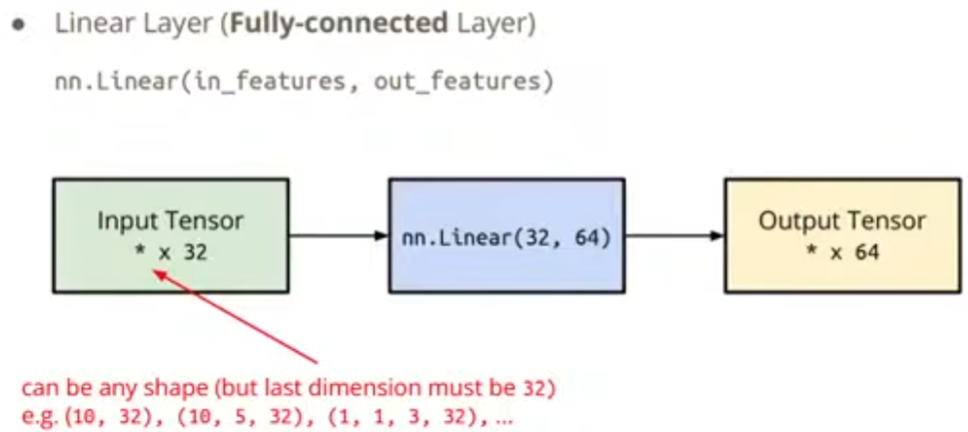 ● Linear Layer (Fully-connected Layer)
nn.Linear(in_features, out_features)
Input Tensor
* x 32
nn.Linear(32, 64)
Output Tensor
* x 64
can be any shape (but last dimension must be 32)
e.g. (10, 32), (10, 5, 32), (1, 1, 3, 32), ...